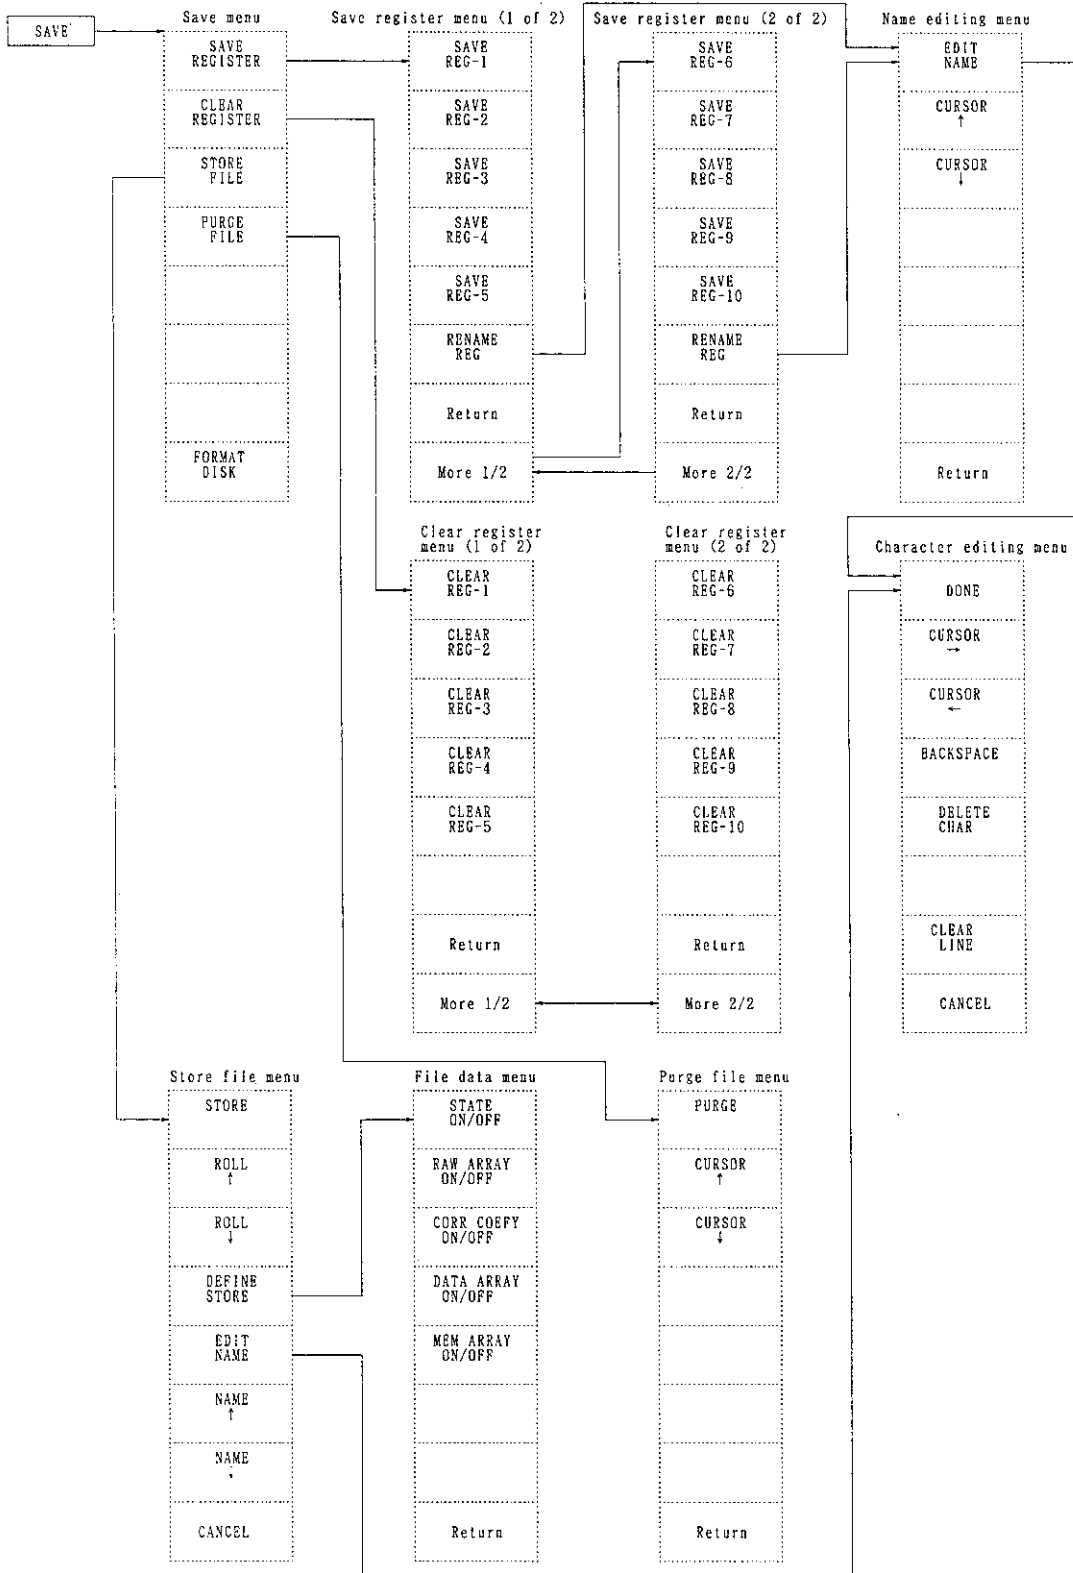 SAVE
Save menu
SAVE
REGISTER
CLEAR
REGISTER
STORE
FILE
PURGE
FILE
FORMAT
DISK
Save register menu (1 of 2)
SAVE
REG-1
SAVE
REG-2
SAVE
REG-3
SAVE
REG-4
SAVE
REG-5
RENAME
REG
Return
More 1/2
Save register menu (2 of 2)
SAVE
REG-6
SAVE
REG-7
SAVE
REG-8
SAVE
REG-9
SAVE
REG-10
RENAME
REG
Return
More 2/2
Name editing menu
EDIT
NAME
CURSOR
↑
CURSOR
↓
Return
Clear register
menu (1 of 2)
CLEAR
REG-1
CLEAR
REG-2
CLEAR
REG-3
CLEAR
REG-4
CLEAR
REG-5
Return
More 1/2
Clear register
menu (2 of 2)
CLEAR
REG-6
CLEAR
REG-7
CLEAR
REG-8
CLEAR
REG-9
CLEAR
REG-10
Return
More 2/2
Character editing menu
DONE
CURSOR
→
CURSOR
←
BACKSPACE
DELETE
CHAR
CLEAR
LINE
CANCEL
Store file menu
STORE
ROLL
↑
ROLL
↓
DEFINE
STORE
EDIT
NAME
NAME
↑
NAME
↓
CANCEL
File data menu
STATE
ON/OFF
RAW ARRAY
ON/OFF
CORR COEFY
ON/OFF
DATA ARRAY
ON/OFF
MEM ARRAY
ON/OFF
Return
Purge file menu
PURGE
CURSOR
↑
CURSOR
↓
Return